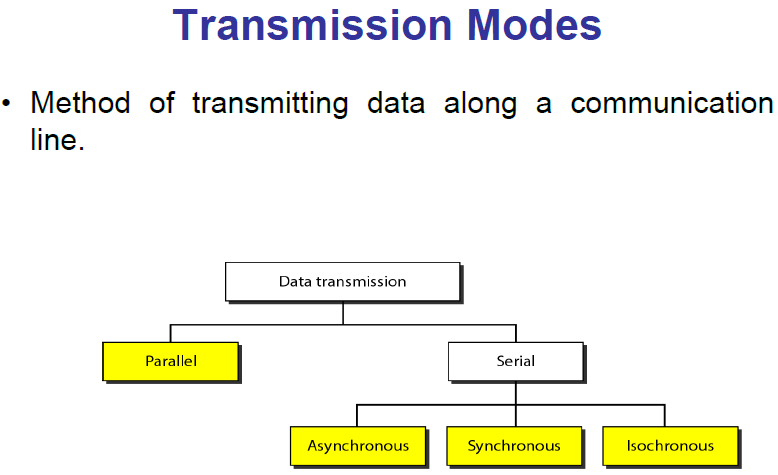 Transmission Modes
• Method of transmitting data along a communication
line.
Data transmission
Parallel
Serial
Asynchronous
Synchronous
Isochronous